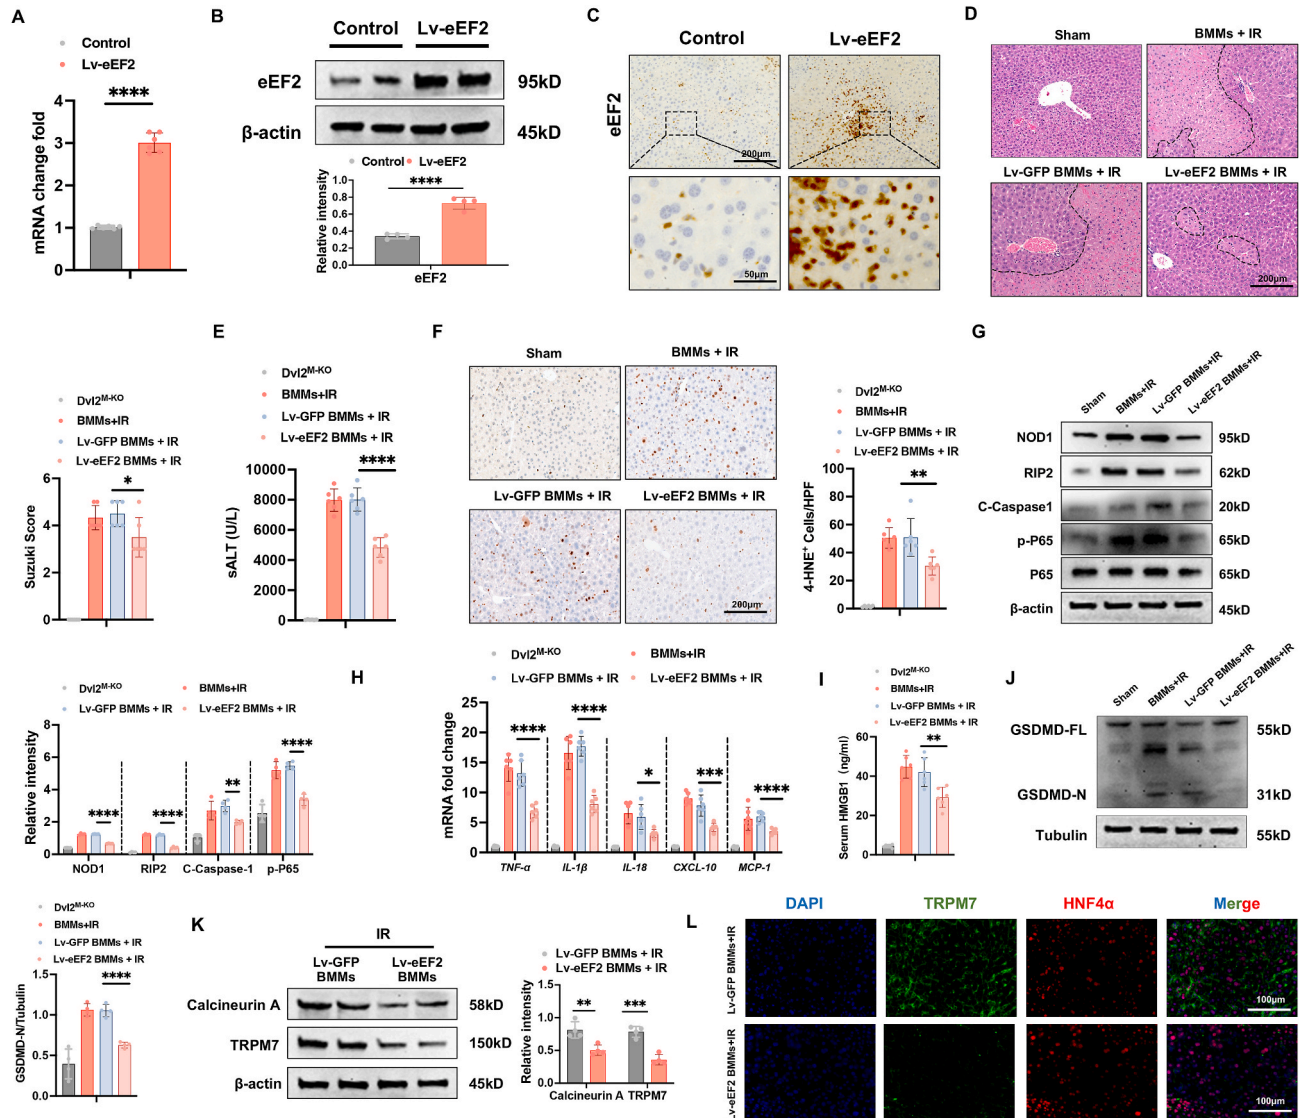 A
Control
Lv-eEF2
****
mRNA change fold
4
3
2
1
0
B
Control Lv-eEF2
eEF2 95kD
β-actin 45kD
Control Lv-eEF2
****
Relative intensity
0.8
0.6
0.4
0.2
0.0
eEF2
C
Control Lv-eEF2
eEF2
200μm
50μm
D
Sham BMMs + IR
Lv-GFP BMMs + IR Lv-eEF2 BMMs + IR
200μm
Dvl2M-KO
BMMs+IR
Lv-GFP BMMs + IR
Lv-eEF2 BMMs + IR
*
Suzuki Score
6
4
2
0
E
Dvl2M-KO
BMMs+IR
Lv-GFP BMMs + IR
Lv-eEF2 BMMs + IR
****
sALT (U/L)
10000
8000
6000
4000
2000
0
F
Sham BMMs + IR
Lv-GFP BMMs + IR Lv-eEF2 BMMs + IR
200μm
Dvl2M-KO
BMMs+IR
Lv-GFP BMMs + IR
Lv-eEF2 BMMs + IR
**
4-HNE+ Cells/HPF
100
80
60
40
20
0
G
Sham BMMs+IR Lv-GFP BMMs+IR Lv-eEF2 BMMs+IR
NOD1 95kD
RIP2 62kD
C-Caspase1 20kD
p-P65 65kD
P65 65kD
β-actin 45kD
Dvl2M-KO BMMs+IR
Lv-GFP BMMs + IR Lv-eEF2 BMMs + IR
Relative intensity
8
6
4
2
0
**** **** ** ****
NOD1 RIP2 C-Caspase-1 p-P65
H
Dvl2M-KO BMMs+IR
Lv-GFP BMMs + IR Lv-eEF2 BMMs + IR
mRNA fold change
25
20
15
10
5
0
**** **** * *** ****
TNF-α IL-1β IL-18 CXCL-10 MCP-1
I
Dvl2M-KO
BMMs+IR
Lv-GFP BMMs + IR
Lv-eEF2 BMMs + IR
**
Serum HMGB1 (ng/ml)
60
40
20
0
J
Sham BMMs+IR Lv-GFP BMMs+IR Lv-eEF2 BMMs+IR
GSDMD-FL 55kD
GSDMD-N 31kD
Tubulin 55kD
Dvl2M-KO
BMMs+IR
Lv-GFP BMMs + IR
Lv-eEF2 BMMs + IR
****
GSDMD-N/Tubulin
1.5
1.0
0.5
0.0
K
IR
Lv-GFP Lv-eEF2
BMMs BMMs
Calcineurin A 58kD
TRPM7 150kD
β-actin 45kD
Lv-GFP BMMs + IR
Lv-eEF2 BMMs + IR
** ***
Relative intensity
1.5
1.0
0.5
0.0
Calcineurin A TRPM7
L
DAPI TRPM7 HNF4α Merge
Lv-GFP BMMs+IR
100μm
Lv-eEF2 BMMs+IR
100μm